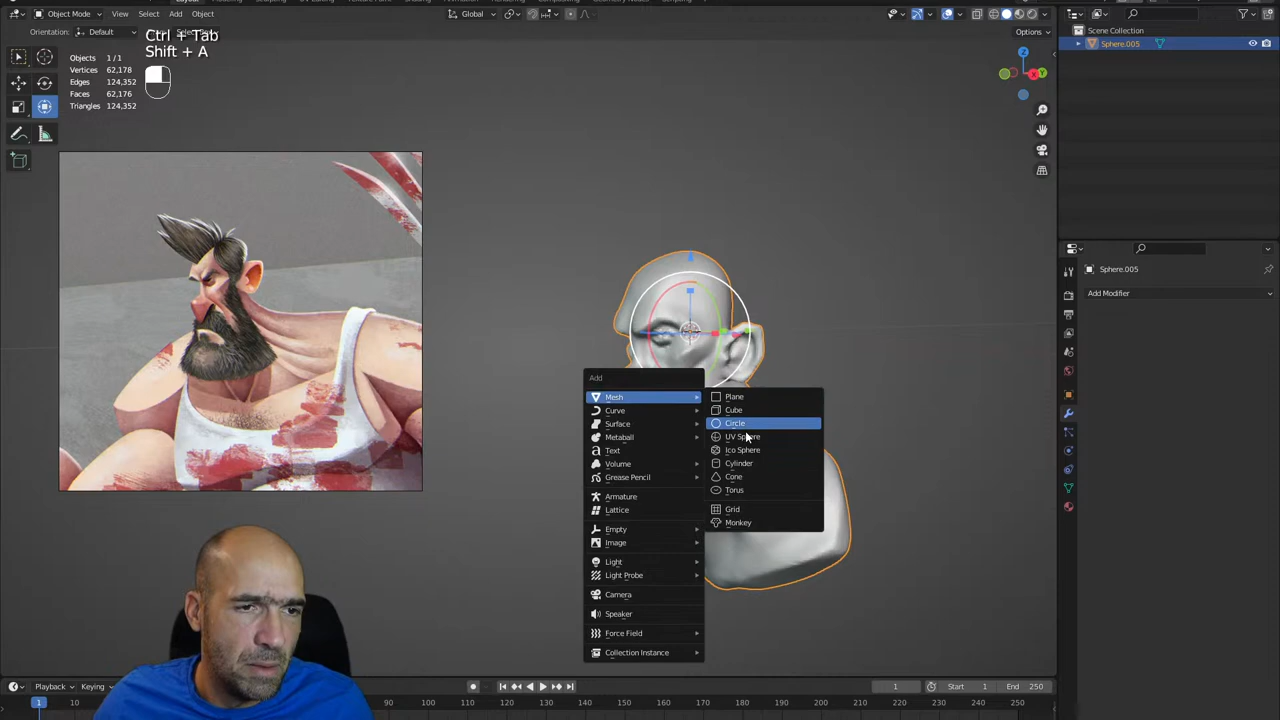 Object Mode View Select Add Object Global Options
Orientation: Default
Ctrl + Tab
Shift + A
Objects 1 / 1
Vertices 62,178
Edges 124,352
Faces 62,176
Triangles 124,352
Z
X Y
Scene Collection
Sphere.005
Sphere.005
Add Modifier
Add
Mesh
Curve
Surface
Metaball
Text
Volume
Grease Pencil
Armature
Lattice
Empty
Image
Light
Light Probe
Camera
Speaker
Force Field
Collection Instance
Plane
Cube
Circle
UV Sphere
Ico Sphere
Cylinder
Cone
Torus
Grid
Monkey
Playback Keying 1 Start 1 End 250
1 10 80 90 100 110 120 130 140 150 160 170 180 190 200 210 220 230 240 250